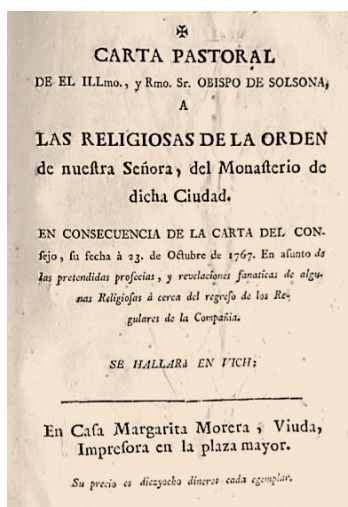 ✠
CARTA PASTORAL
DE EL ILLmo., y Rmo. Sr. OBISPO DE SOLSONA,
A
LAS RELIGIOSAS DE LA ORDEN
de nueſtra Señora, del Monaſterio de
dicha Ciudad.
EN CONSECUENCIA DE LA CARTA DEL CON-
ſejo, ſu fecha à 23. de Octubre de 1767. En aſunto de
las pretendidas profecias, y revelaciones fanaticas de algu-
nas Religioſas à cerca del regreſo de los Re-
gulares de la Compañia.
SE HALLARà EN VICH;
En Caſa Margarita Morera, Viuda,
Impreſora en la plaza mayor.
Su precio es diezyocho dineros cada egemplar.